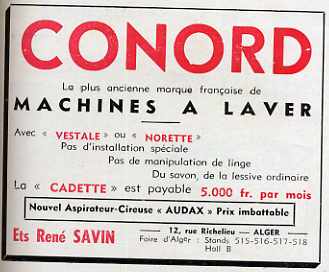 CONORD
La plus ancienne marque française de
MACHINES A LAVER
Avec « VESTALE » ou « NORETTE »
Pas d'installation spéciale
Pas de manipulation de linge
Du savon, de la lessive ordinaire
La « CADETTE » est payable 5.000 fr. par mois
Nouvel Aspirateur-Cireuse « AUDAX » Prix imbattable
Ets René SAVIN
12, rue Richelieu — ALGER —
Foire d'Alger : Stands 515-516-517-518
Hall B